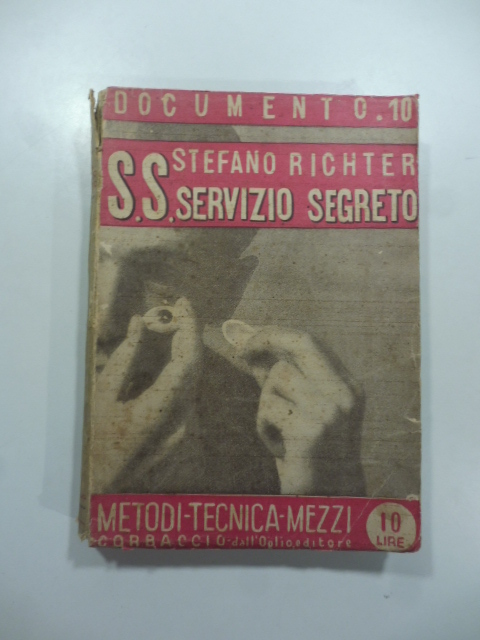 DOCUMENTO.10
STEFANO RICHTER
S.S. SERVIZIO SEGRETO
METODI-TECNICA-MEZZI
CORBACCIO-dall'Oglio,editore
10
LIRE